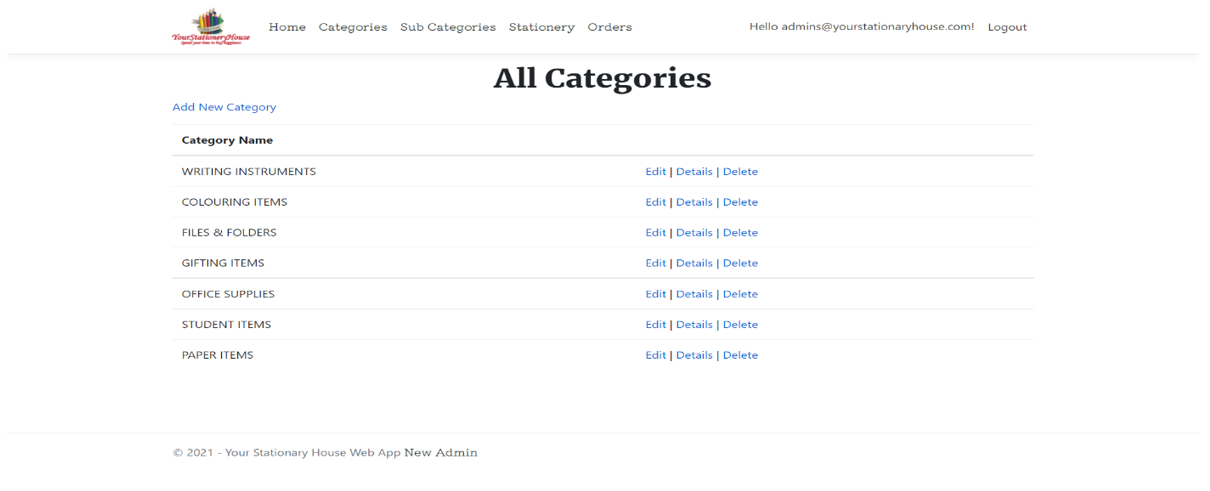 YourStationeryHouse
Home Categories Sub Categories Stationery Orders Hello admins@yourstationaryhouse.com! Logout
All Categories
Add New Category
Category Name
WRITING INSTRUMENTS Edit | Details | Delete
COLOURING ITEMS Edit | Details | Delete
FILES & FOLDERS Edit | Details | Delete
GIFTING ITEMS Edit | Details | Delete
OFFICE SUPPLIES Edit | Details | Delete
STUDENT ITEMS Edit | Details | Delete
PAPER ITEMS Edit | Details | Delete
© 2021 - Your Stationary House Web App New Admin